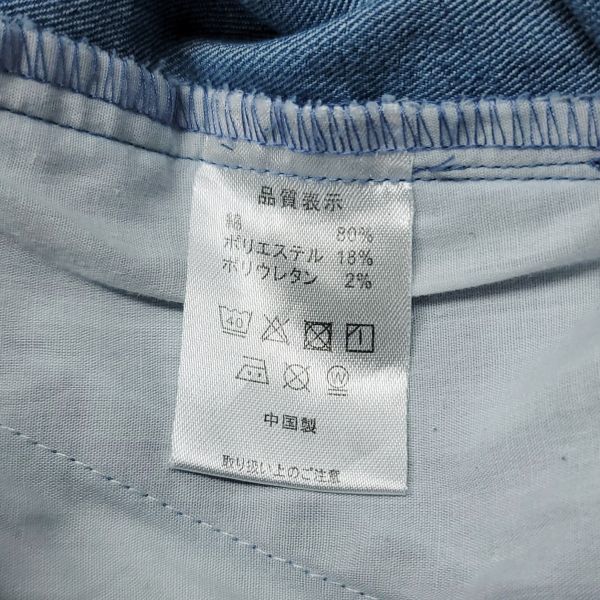 品質表示
綿 80%
ポリエステル 18%
ポリウレタン 2%
40
W
中国製
取り扱い上のご注意